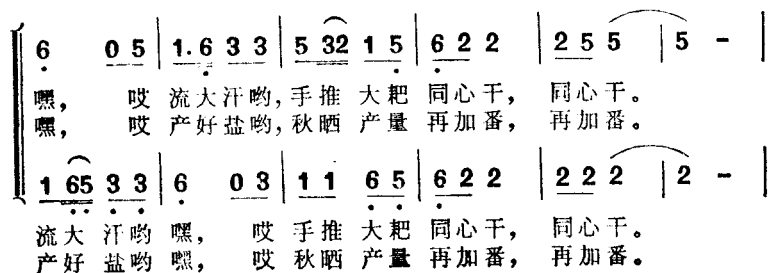 6 0 5 | 1.6 3 3 | 5 32 1 5 | 6 2 2 | 2 5 5 | 5 – |
嘿， 哎 流大汗哟，手推 大耙 同心干， 同心干。
嘿， 哎 产好盐哟，秋晒 产量 再加番， 再加番。
1 65 3 3 | 6 0 3 | 1 1 6 5 | 6 2 2 | 2 2 2 | 2 – |
流大 汗哟 嘿， 哎 手推 大耙 同心干， 同心干。
产好 盐哟 嘿， 哎 秋晒 产量 再加番， 再加番。